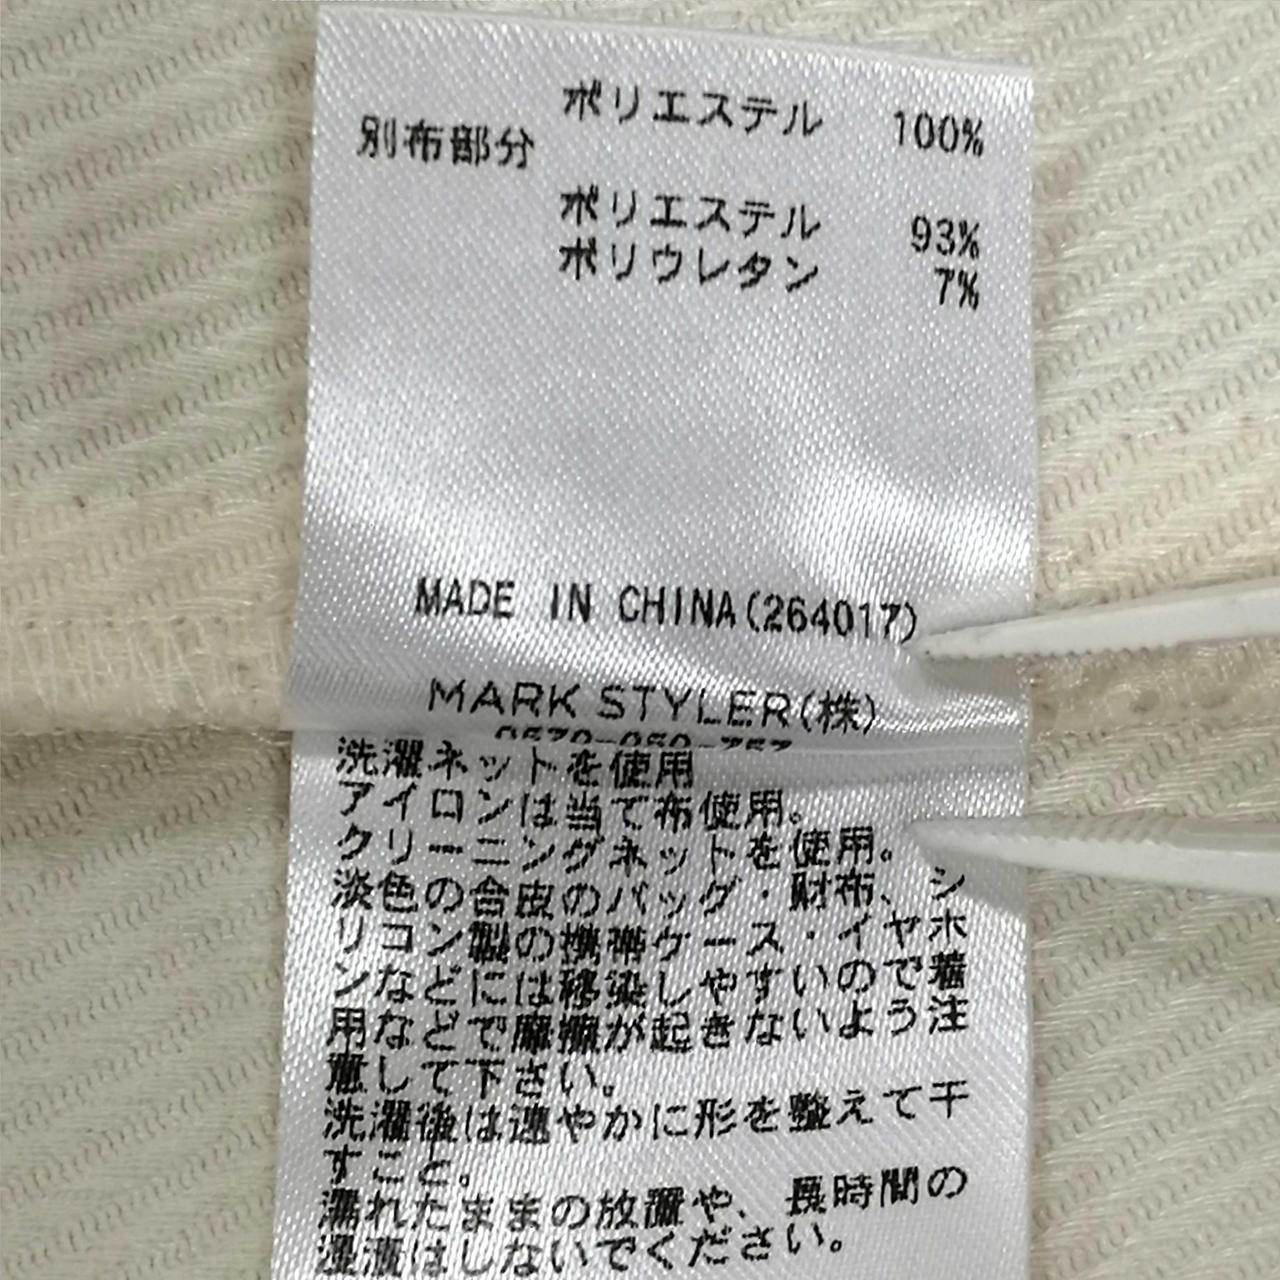 ポリエステル 100%
別布部分
ポリエステル 93%
ポリウレタン 7%
MADE IN CHINA(264017)
MARK STYLER(株)
洗濯ネットを使用
アイロンは当て布使用。
クリーニングネットを使用。
淡色の合皮のバッグ・財布、シ
リコン製の携帯ケース・イヤホ
ンなどには移染しやすいので着
用などで摩擦が起きないよう注
意して下さい。
洗濯後は速やかに形を整えて干
すこと。
濡れたままの放置や、長時間の
浸漬はしないでください。